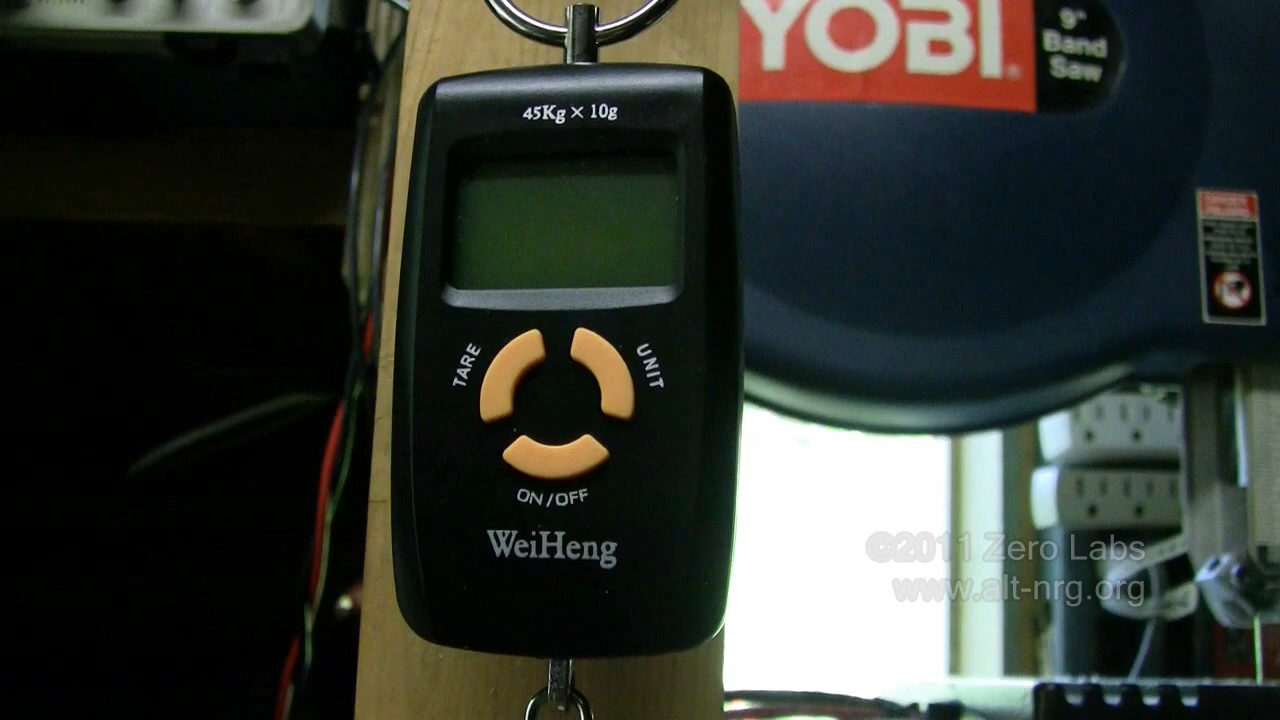 45Kg × 10g
TARE
UNIT
ON/OFF
WeiHeng
YOBI®
9"
Band
Saw
©2011 Zero Labs
www.alt-nrg.org